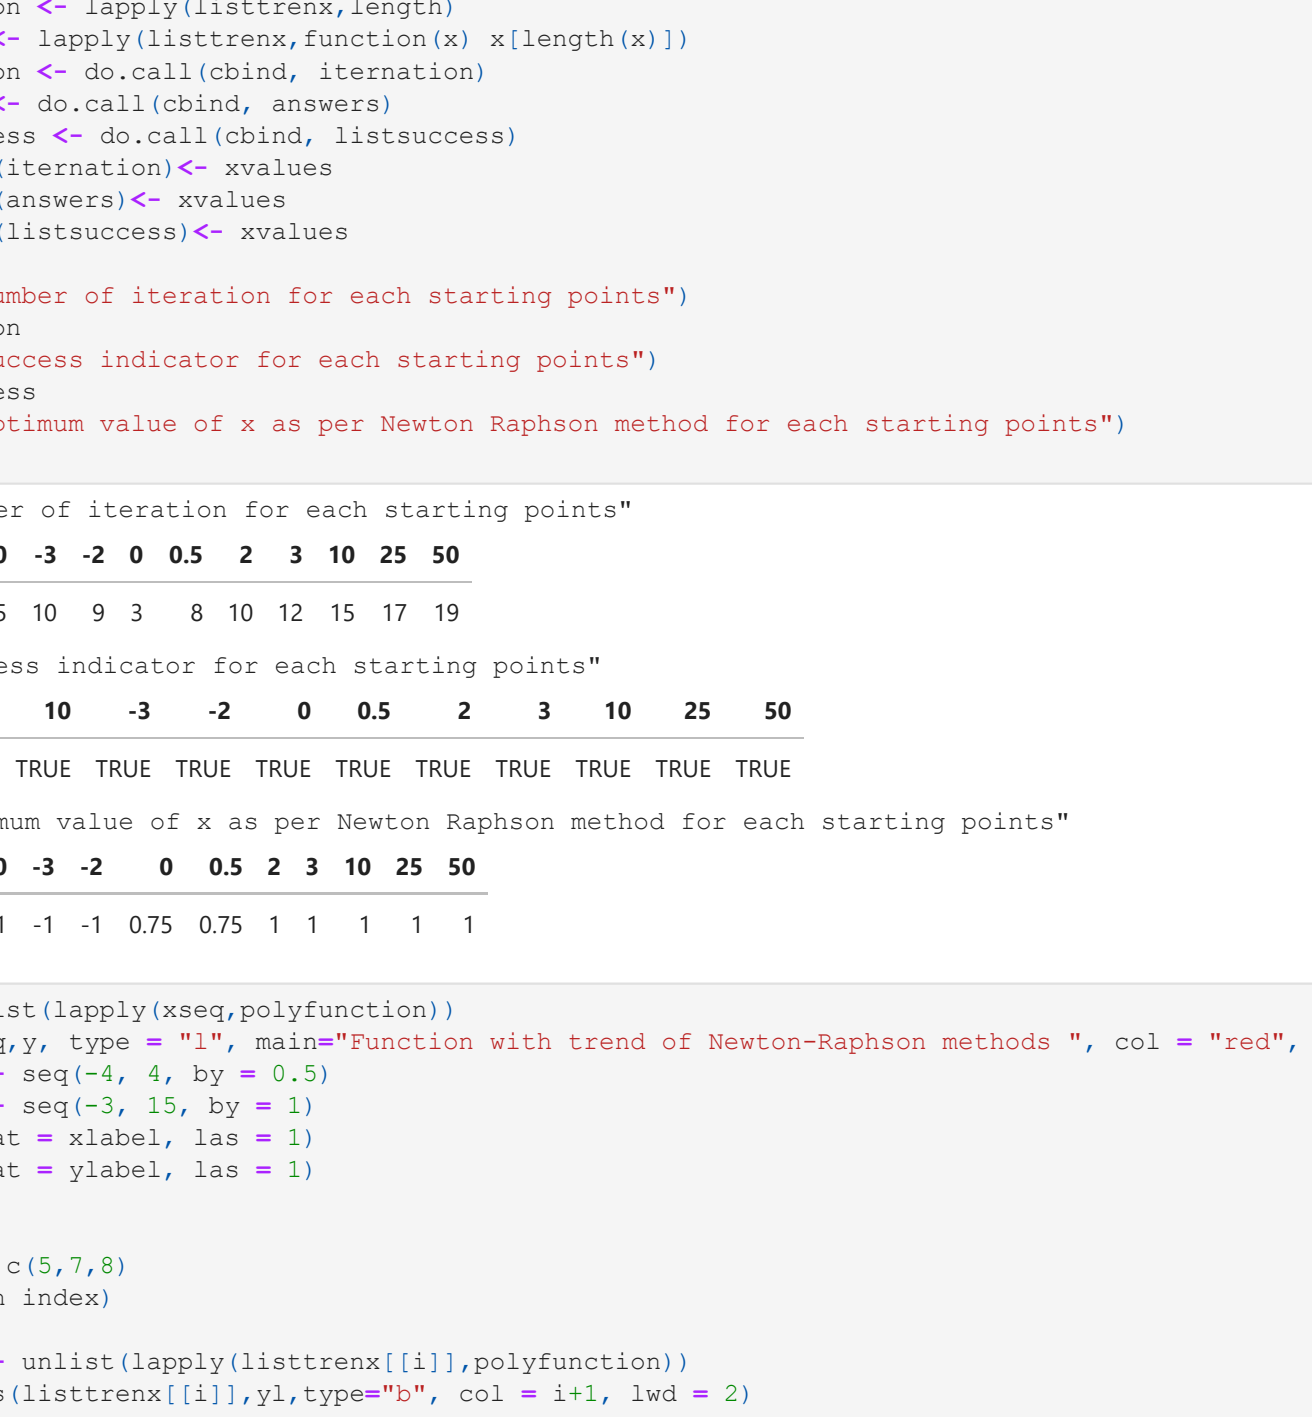 on <- lapply(listtrenx,length)
<- lapply(listtrenx,function(x) x[length(x)])
on <- do.call(cbind, iternation)
<- do.call(cbind, answers)
ess <- do.call(cbind, listsuccess)
(iternation)<- xvalues
(answers)<- xvalues
(listsuccess)<- xvalues
umber of iteration for each starting points")
on
uccess indicator for each starting points")
ess
ptimum value of x as per Newton Raphson method for each starting points")
er of iteration for each starting points"
0 -3 -2 0 0.5 2 3 10 25 50
5 10 9 3 8 10 12 15 17 19
ess indicator for each starting points"
10 -3 -2 0 0.5 2 3 10 25 50
TRUE TRUE TRUE TRUE TRUE TRUE TRUE TRUE TRUE TRUE
mum value of x as per Newton Raphson method for each starting points"
0 -3 -2 0 0.5 2 3 10 25 50
1 -1 -1 0.75 0.75 1 1 1 1 1
ist(lapply(xseq,polyfunction))
q,y, type = "l", main="Function with trend of Newton-Raphson methods ", col = "red",
- seq(-4, 4, by = 0.5)
- seq(-3, 15, by = 1)
at = xlabel, las = 1)
at = ylabel, las = 1)
c(5,7,8)
n index)
- unlist(lapply(listtrenx[[i]],polyfunction))
s(listtrenx[[i]],yl,type="b", col = i+1, lwd = 2)